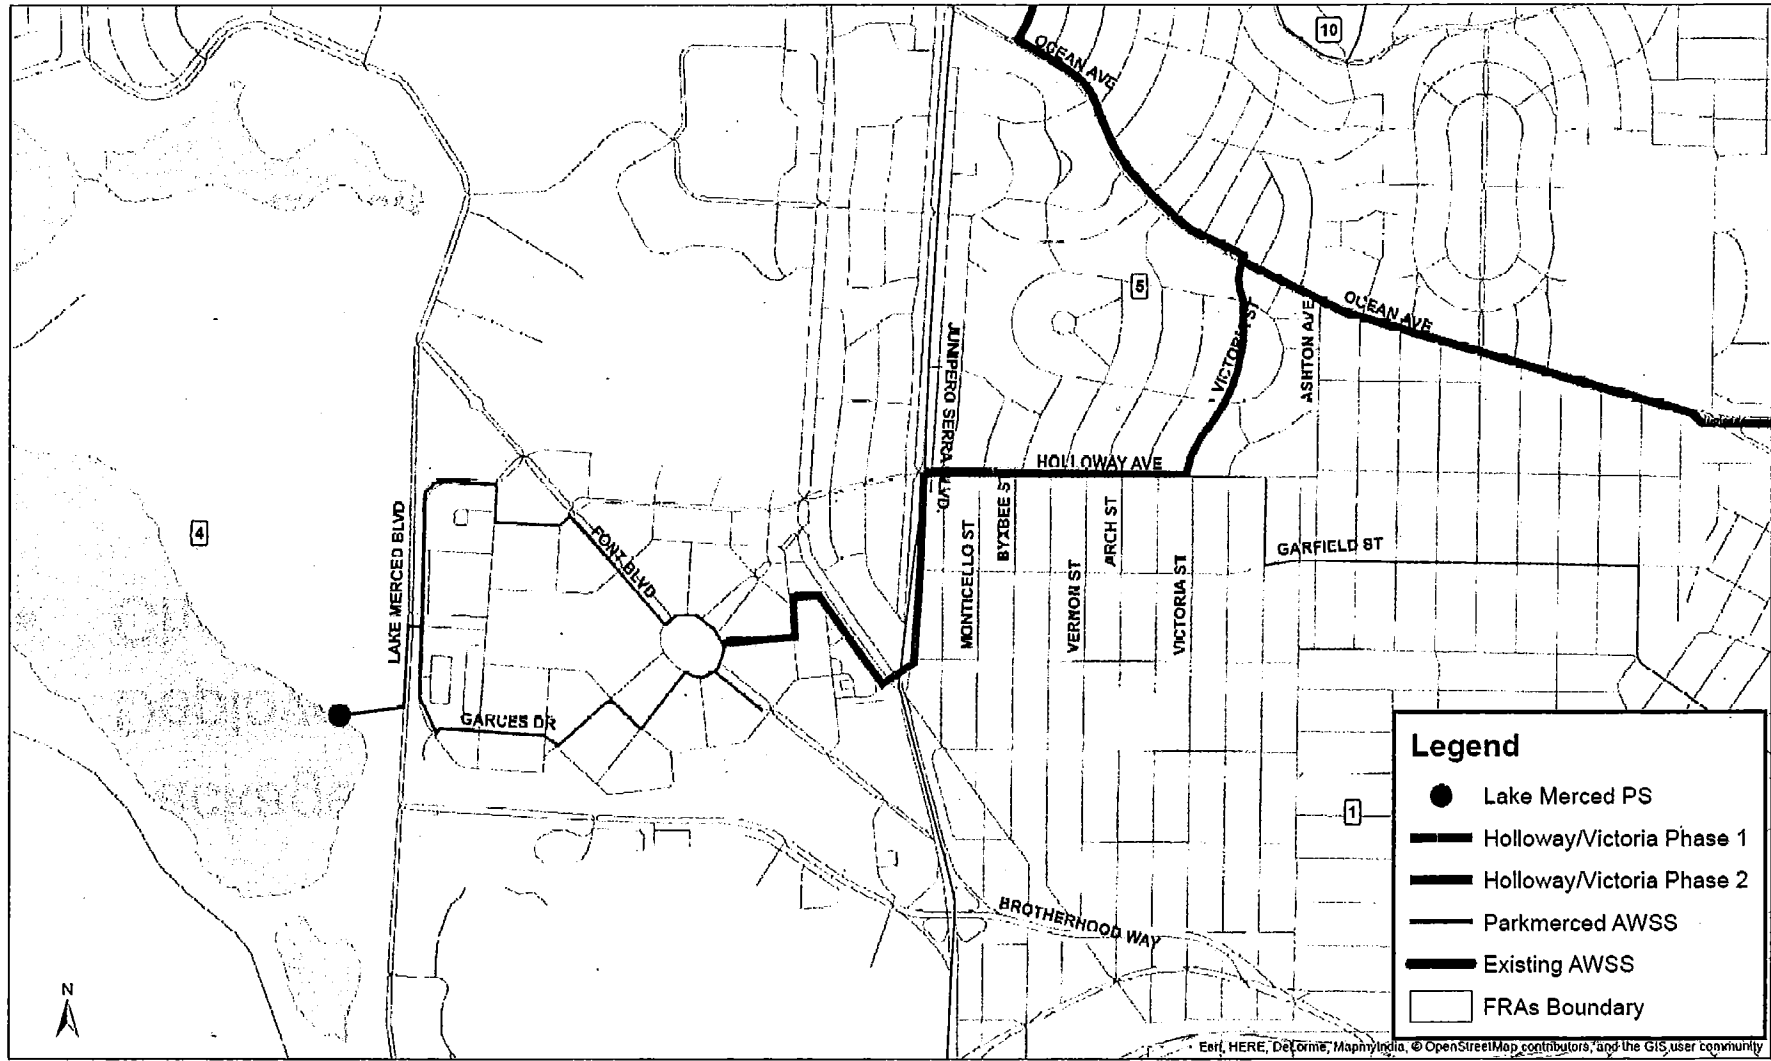 10
OCEAN AVE
5
OCEAN AVE
VICTORIA ST
ASHTON AVE
JUNIPERO SERRA BLVD.
HOLLOWAY AVE
4
LAKE MERCED BLVD
FONT BLVD
MONTICELLO ST
BYXBEE ST
VERNON ST
ARCH ST
VICTORIA ST
GARFIELD ST
GARCES DR
1
BROTHERHOOD WAY
N
Legend
Lake Merced PS
Holloway/Victoria Phase 1
Holloway/Victoria Phase 2
Parkmerced AWSS
Existing AWSS
FRAs Boundary
Esri, HERE, DeLorme, MapmyIndia, © OpenStreetMap contributors, and the GIS user community